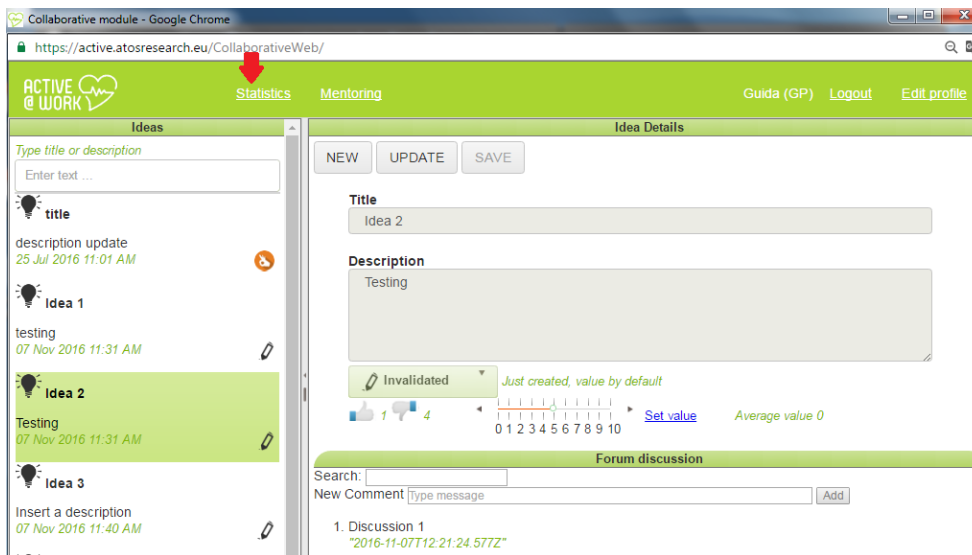 Collaborative module - Google Chrome
https://active.atosresearch.eu/CollaborativeWeb/
ACTIVE
@ WORK
Statistics Mentoring Guida (GP) Logout Edit profile
Ideas
Type title or description
Enter text ...
title
description update
25 Jul 2016 11:01 AM
Idea 1
testing
07 Nov 2016 11:31 AM
Idea 2
Testing
07 Nov 2016 11:31 AM
Idea 3
Insert a description
07 Nov 2016 11:40 AM
Idea Details
NEW UPDATE SAVE
Title
Idea 2
Description
Testing
Invalidated Just created, value by default
1 4 Set value Average value 0
0 1 2 3 4 5 6 7 8 9 10
Forum discussion
Search:
New Comment Type message Add
1. Discussion 1
"2016-11-07T12:21:24.577Z"